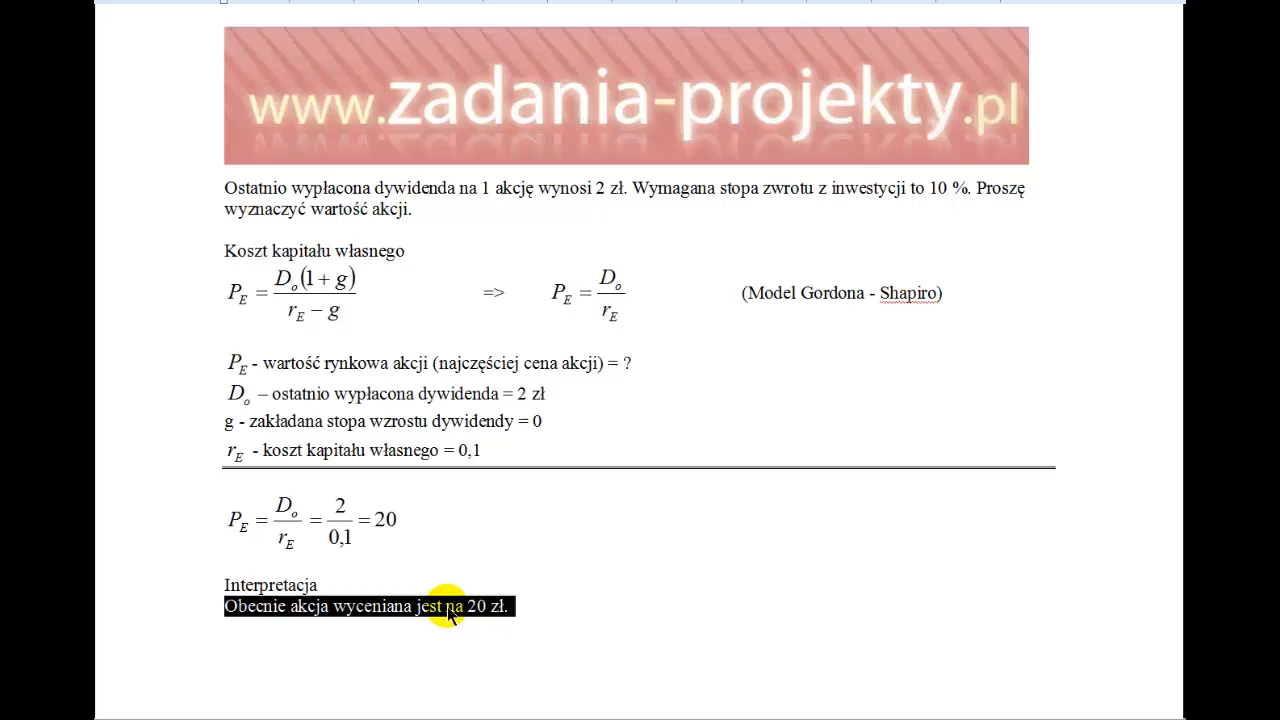 www.zadania-projekty.pl
Ostatnio wypłacona dywidenda na 1 akcję wynosi 2 zł. Wymagana stopa zwrotu z inwestycji to 10 %. Proszę
wyznaczyć wartość akcji.
Koszt kapitału własnego
P_E = D_o(1 + g) / (r_E − g) => P_E = D_o / r_E (Model Gordona - Shapiro)
P_E - wartość rynkowa akcji (najczęściej cena akcji) = ?
D_o – ostatnio wypłacona dywidenda = 2 zł
g - zakładana stopa wzrostu dywidendy = 0
r_E - koszt kapitału własnego = 0,1
P_E = D_o / r_E = 2 / 0,1 = 20
Interpretacja
Obecnie akcja wyceniana jest na 20 zł.